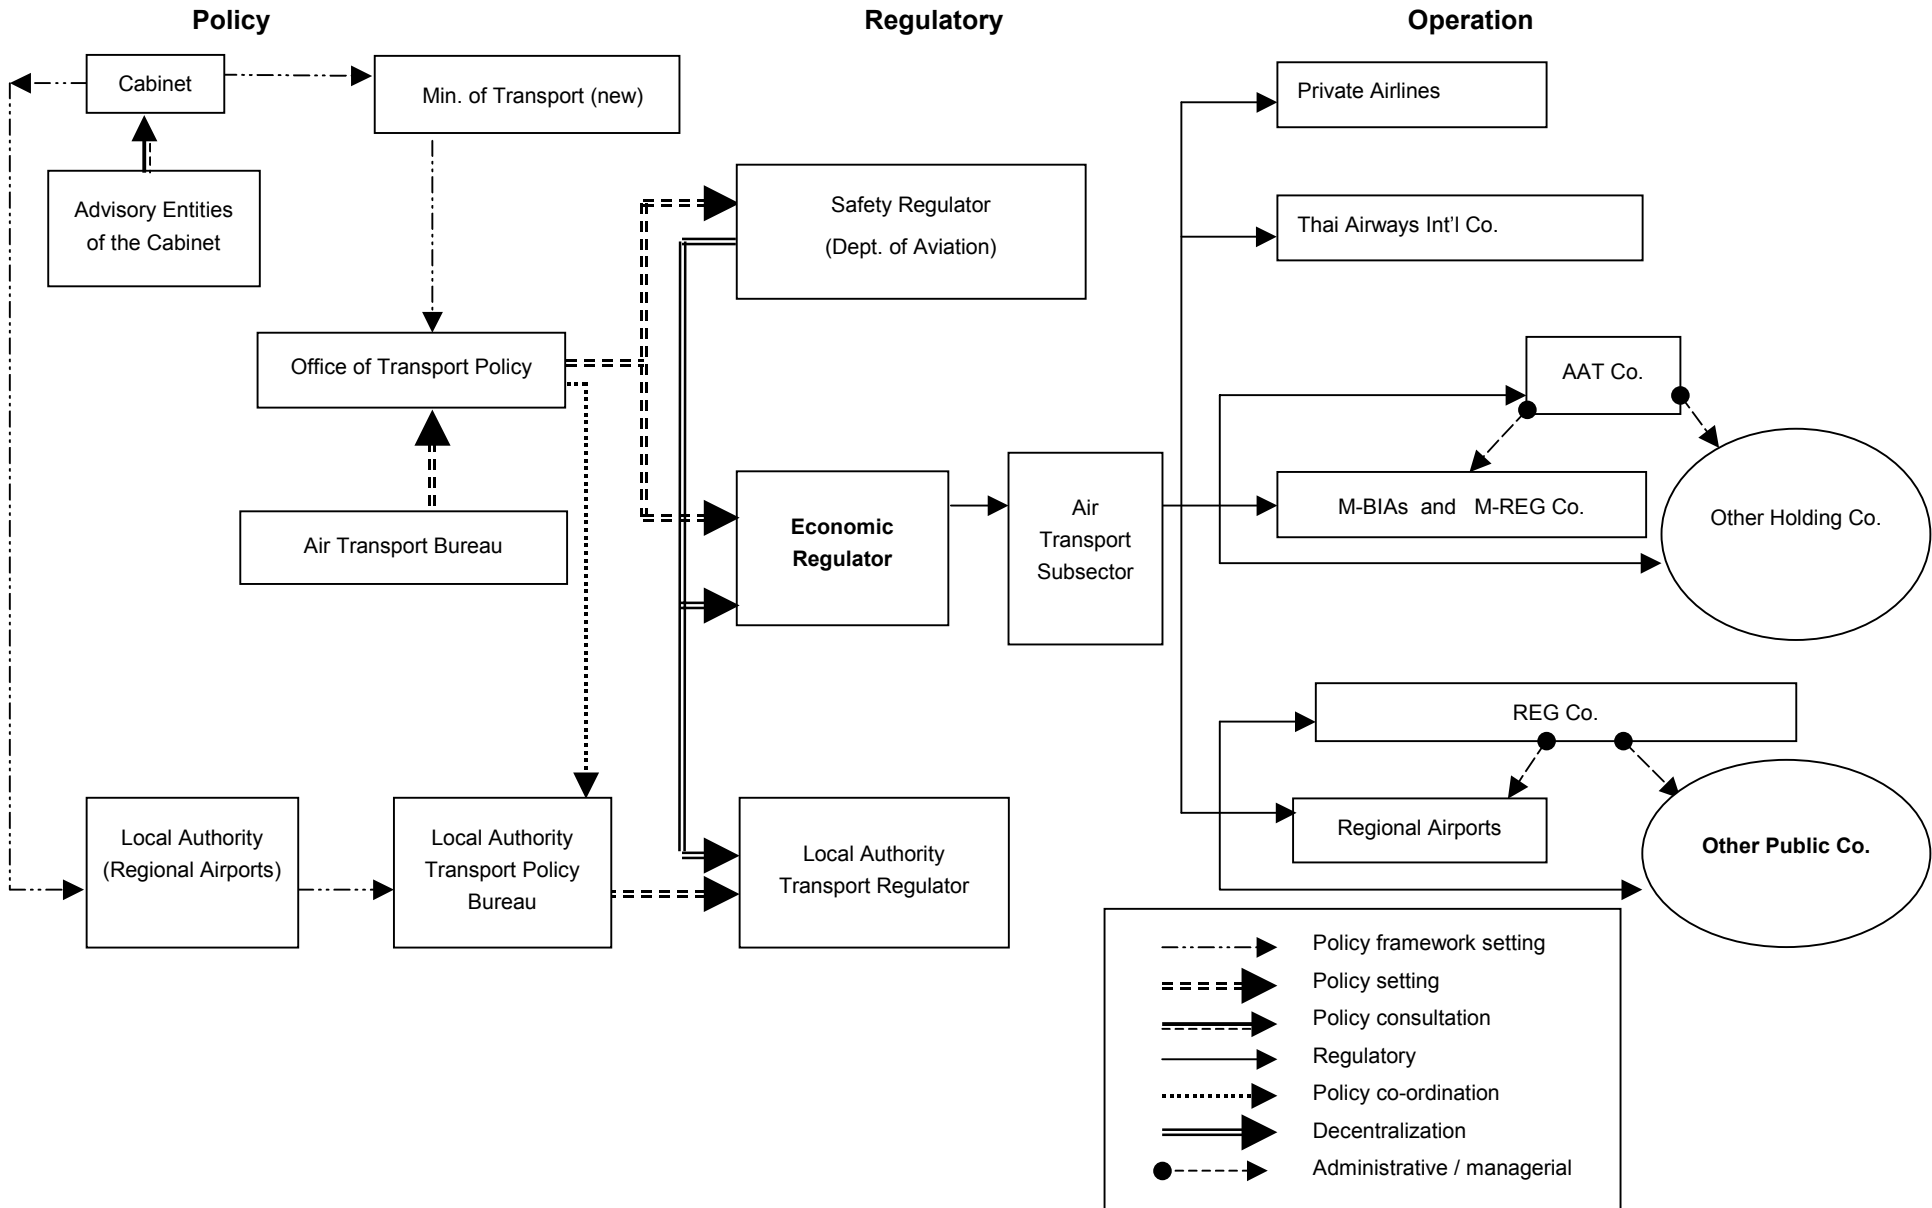 Policy
Regulatory
Operation
Cabinet
Min. of Transport (new)
Private Airlines
Advisory Entities
of the Cabinet
Safety Regulator
(Dept. of Aviation)
Thai Airways Int'l Co.
Office of Transport Policy
AAT Co.
Air Transport Bureau
Economic
Regulator
Air
Transport
Subsector
M-BIAs and M-REG Co.
Other Holding Co.
REG Co.
Local Authority
(Regional Airports)
Local Authority
Transport Policy
Bureau
Local Authority
Transport Regulator
Regional Airports
Other Public Co.
Policy framework setting
Policy setting
Policy consultation
Regulatory
Policy co-ordination
Decentralization
Administrative / managerial